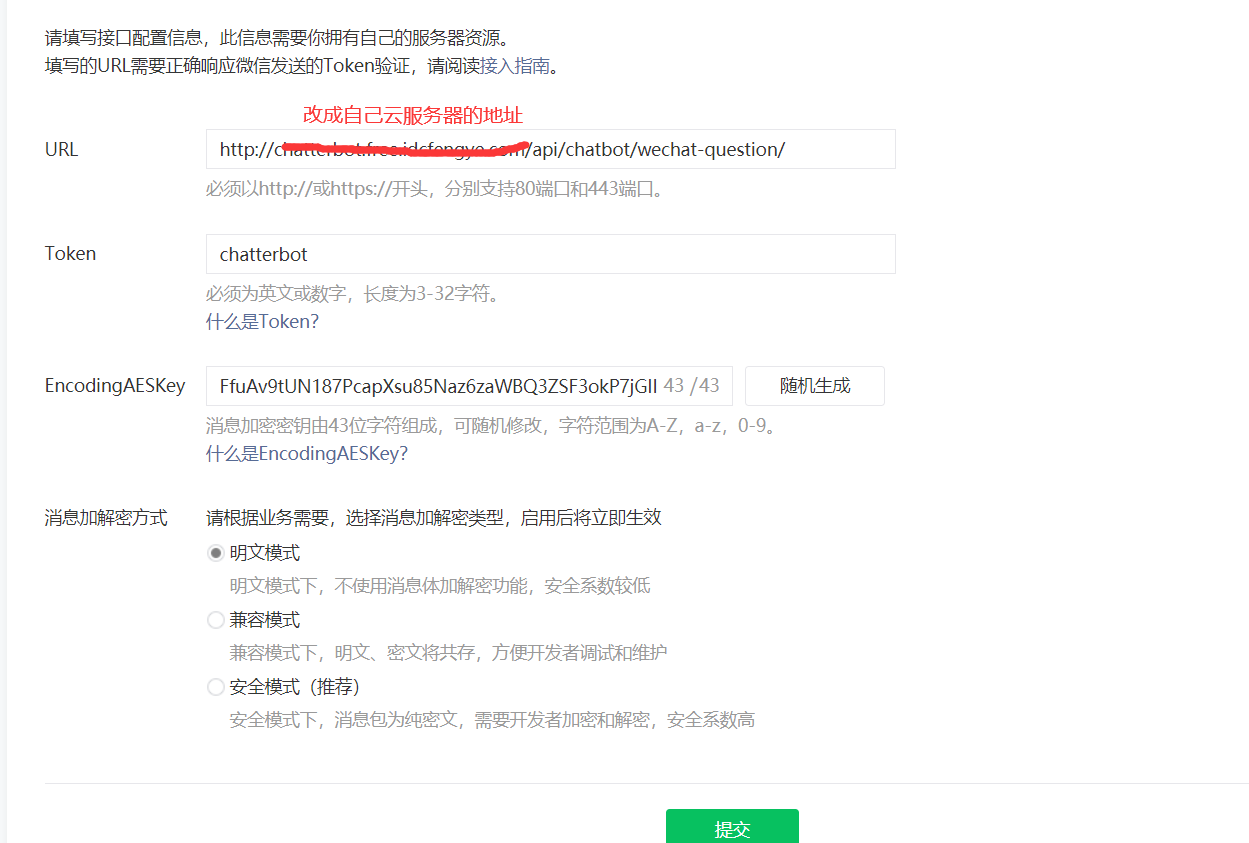 请填写接口配置信息，此信息需要你拥有自己的服务器资源。
填写的URL需要正确响应微信发送的Token验证，请阅读接入指南。
改成自己云服务器的地址
URL
http://chatterbot.free.idcfengye.com/api/chatbot/wechat-question/
必须以http://或https://开头，分别支持80端口和443端口。
Token
chatterbot
必须为英文或数字，长度为3-32字符。
什么是Token?
EncodingAESKey
FfuAv9tUN187PcapXsu85Naz6zaWBQ3ZSF3okP7jGII 43 /43
随机生成
消息加密密钥由43位字符组成，可随机修改，字符范围为A-Z，a-z，0-9。
什么是EncodingAESKey?
消息加解密方式
请根据业务需要，选择消息加解密类型，启用后将立即生效
明文模式
明文模式下，不使用消息体加解密功能，安全系数较低
兼容模式
兼容模式下，明文、密文将共存，方便开发者调试和维护
安全模式（推荐）
安全模式下，消息包为纯密文，需要开发者加密和解密，安全系数高
提交